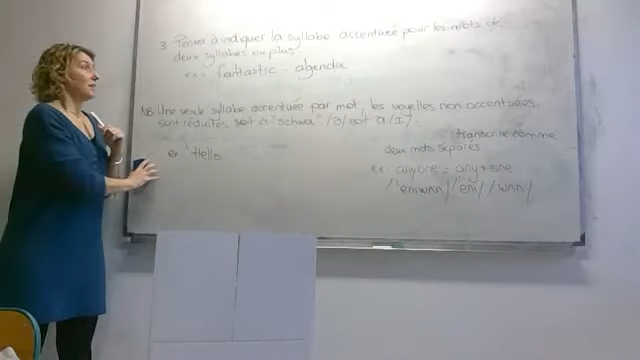 3. Penser à indiquer la syllabe accentuée pour les mots de
deux syllabes ou plus
ex: fantastic - agenda
NB. Une seule syllabe accentuée par mot, les voyelles non accentuées
sont réduites soit à "schwa" /ə/ soit à /ɪ/.
ex 'Hello
transcrire comme
deux mots séparés
ex: anyone = any + one
/'eniwʌn/ /'eni/ /wʌn/